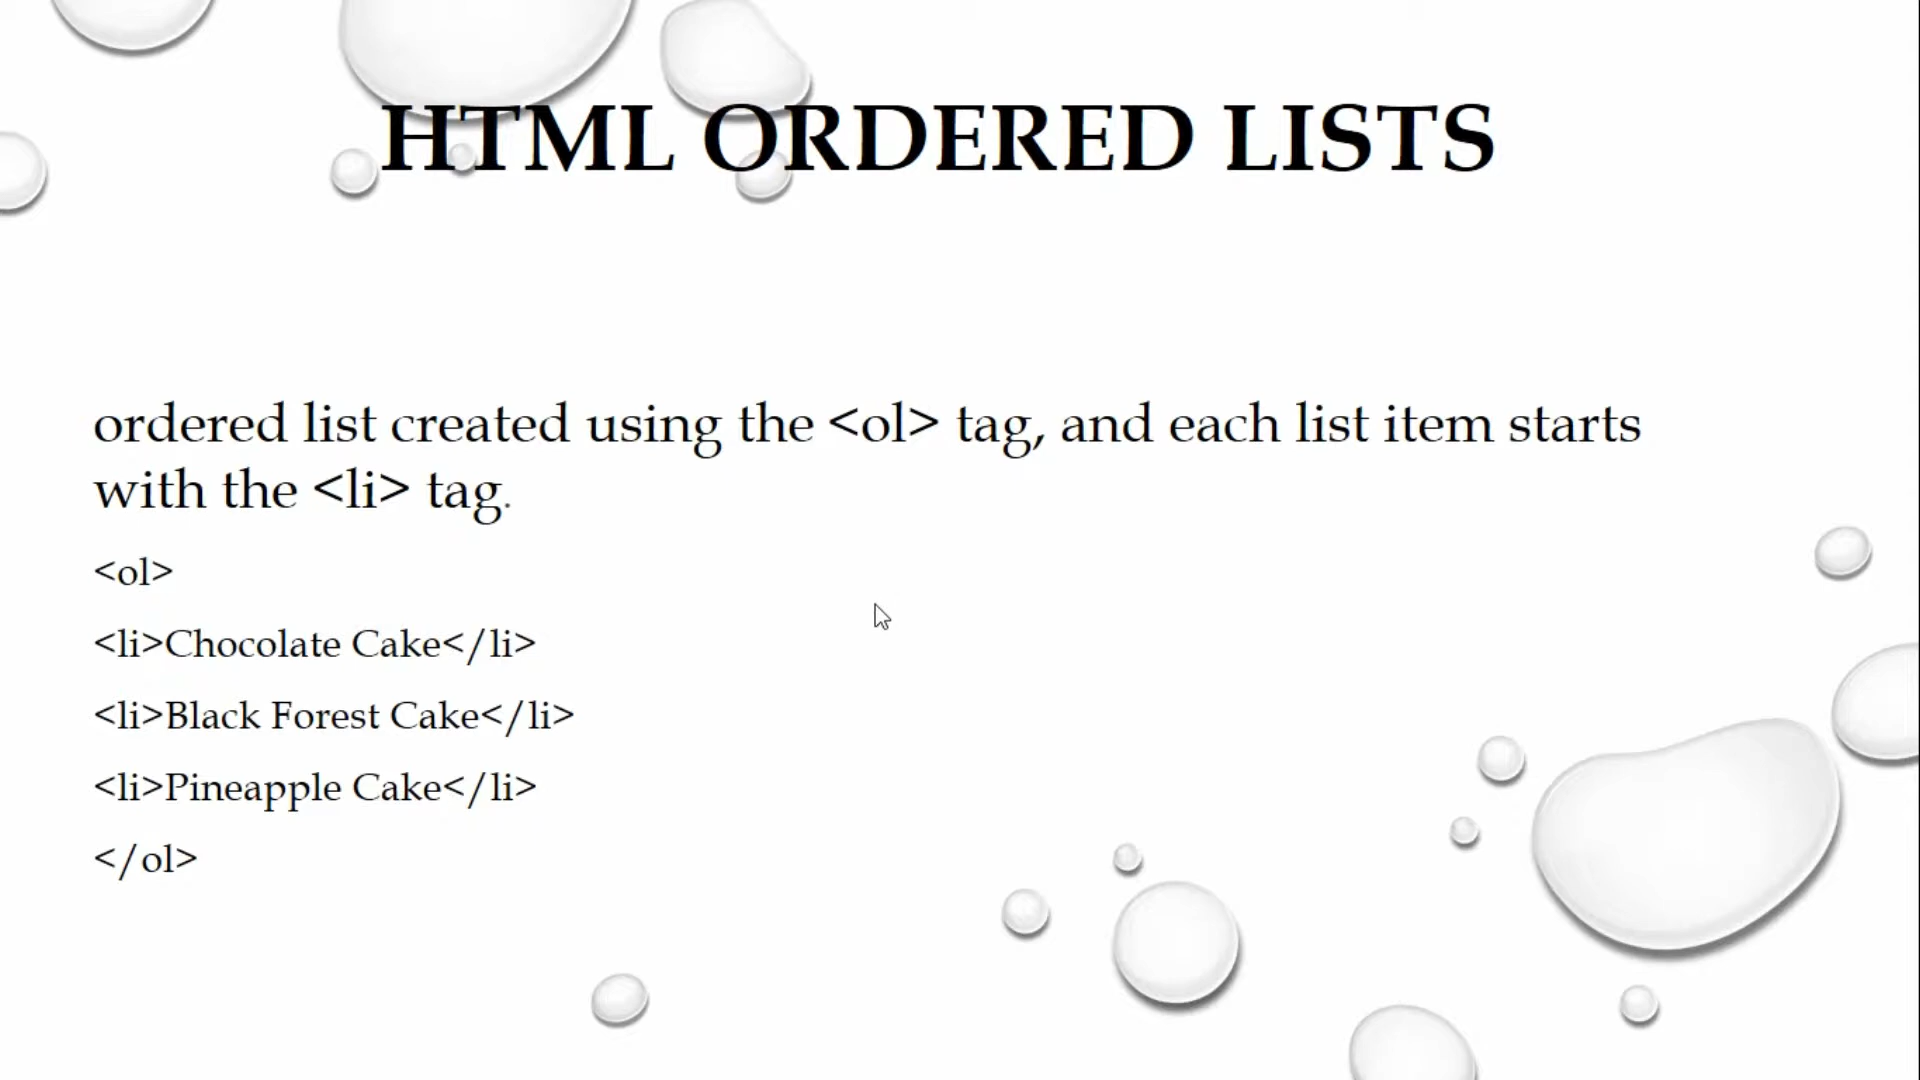 HTML ORDERED LISTS
ordered list created using the <ol> tag, and each list item starts
with the <li> tag.
<ol>
<li>Chocolate Cake</li>
<li>Black Forest Cake</li>
<li>Pineapple Cake</li>
</ol>